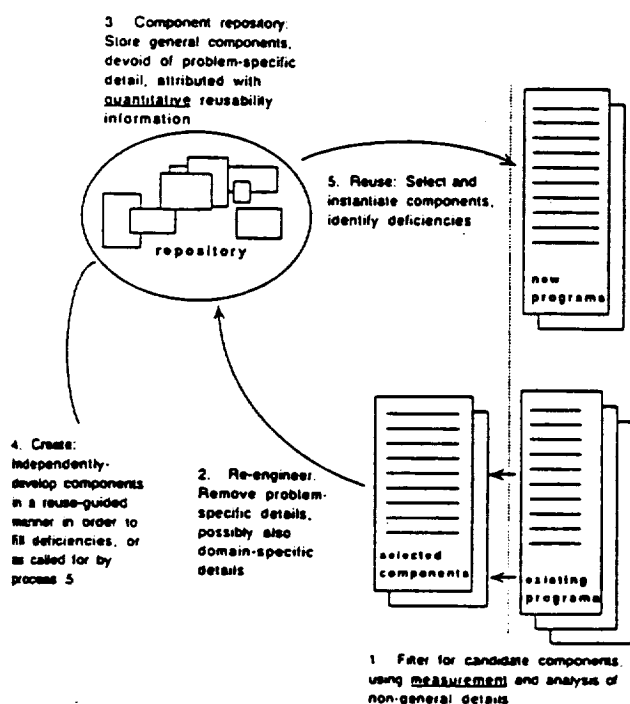 3 Component repository:
Store general components,
devoid of problem-specific
detail, attributed with
quantitative reusability
information
repository
5. Reuse: Select and
instantiate components,
identify deficiencies
new
programs
4. Create:
Independently-
develop components
in a reuse-guided
manner in order to
fill deficiencies, or
as called for by
process 5
2. Re-engineer.
Remove problem-
specific details,
possibly also
domain-specific
details
selected
components
existing
programs
1 Filter for candidate components,
using measurement and analysis of
non-general details